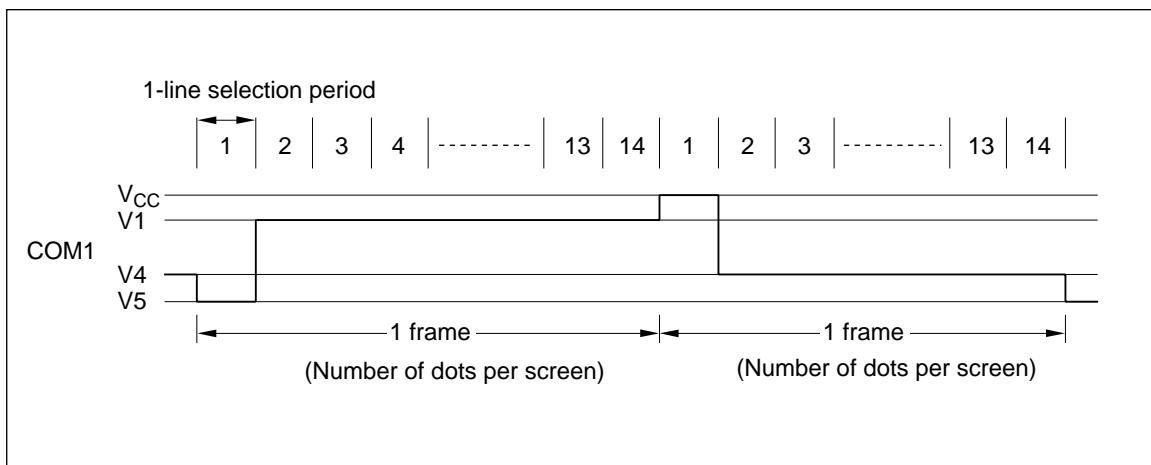 1-line selection period
1 2 3 4 13 14 1 2 3 13 14
VCC
V1
COM1
V4
V5
1 frame 1 frame
(Number of dots per screen) (Number of dots per screen)